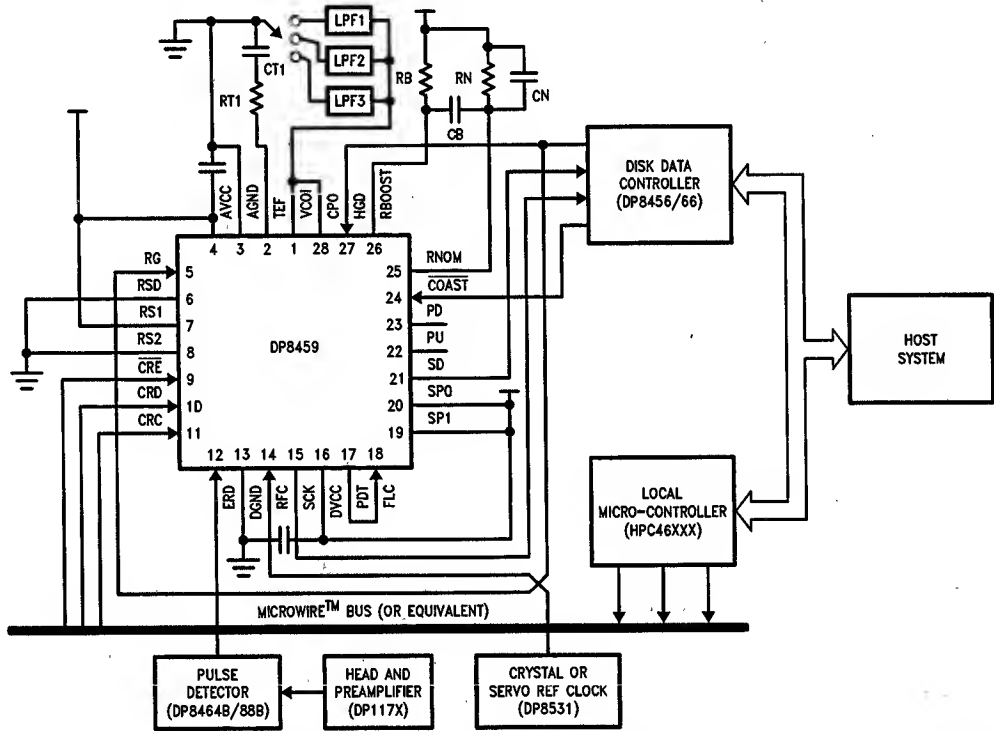 LPF1
LPF2
LPF3
CT1
RT1
RB
RN
CN
CB
AVCC
AGND
TEF
VCOI
CPO
HGD
RBOOST
4
3
2
1
28
27
26
RG
5
RSD
6
RS1
7
RS2
8
CRE
9
CRD
10
CRC
11
DP8459
25
RNOM
24
COAST
23
PD
22
PU
21
SD
20
SP0
19
SP1
12
13
14
15
16
17
18
ERD
DGND
RFC
SCK
DVCC
PDT
FLC
DISK DATA
CONTROLLER
(DP8456/66)
HOST
SYSTEM
LOCAL
MICRO-CONTROLLER
(HPC46XXX)
MICROWIRE™ BUS (OR EQUIVALENT)
PULSE
DETECTOR
(DP8464B/88B)
HEAD AND
PREAMPLIFIER
(DP117X)
CRYSTAL OR
SERVO REF CLOCK
(DP8531)